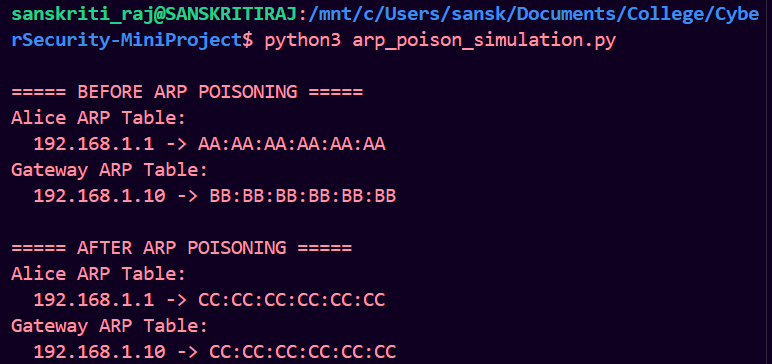 sanskriti_raj@SANSKRITIRAJ:/mnt/c/Users/sansk/Documents/College/Cybe
rSecurity-MiniProject$ python3 arp_poison_simulation.py
===== BEFORE ARP POISONING =====
Alice ARP Table:
192.168.1.1 -> AA:AA:AA:AA:AA:AA
Gateway ARP Table:
192.168.1.10 -> BB:BB:BB:BB:BB:BB
===== AFTER ARP POISONING =====
Alice ARP Table:
192.168.1.1 -> CC:CC:CC:CC:CC:CC
Gateway ARP Table:
192.168.1.10 -> CC:CC:CC:CC:CC:CC